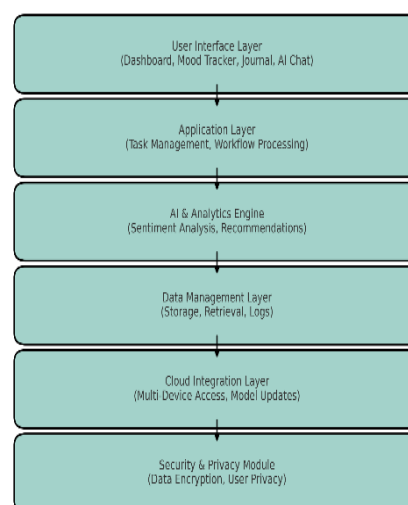 User Interface Layer
(Dashboard, Mood Tracker, Journal, AI Chat)
Application Layer
(Task Management, Workflow Processing)
AI & Analytics Engine
(Sentiment Analysis, Recommendations)
Data Management Layer
(Storage, Retrieval, Logs)
Cloud Integration Layer
(Multi-Device Access, Model Updates)
Security & Privacy Module
(Data Encryption, User Privacy)